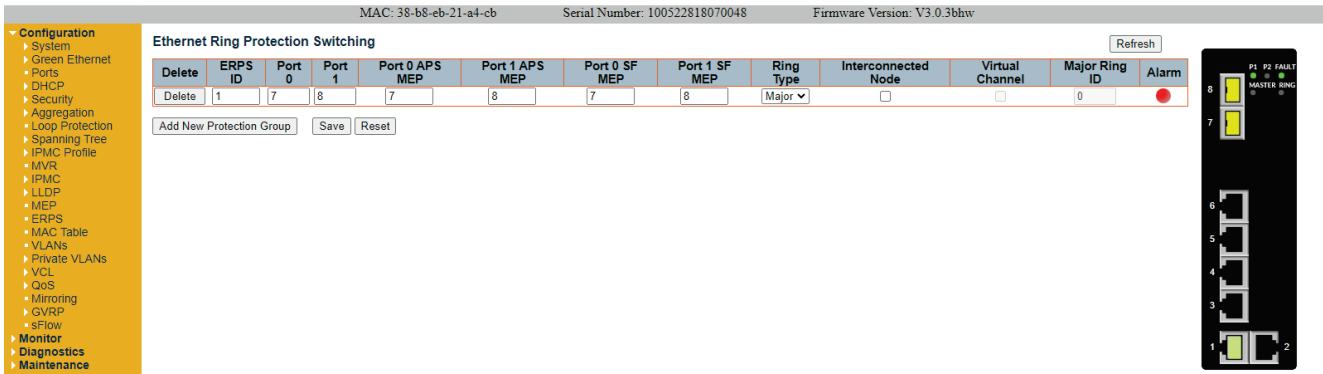 MAC: 38-b8-eb-21-a4-cb Serial Number: 100522818070048 Firmware Version: V3.0.3bhw
Configuration
System
Green Ethernet
Ports
DHCP
Security
Aggregation
Loop Protection
Spanning Tree
IPMC Profile
MVR
IPMC
LLDP
MEP
ERPS
MAC Table
VLANs
Private VLANs
VCL
QoS
Mirroring
GVRP
sFlow
Monitor
Diagnostics
Maintenance
Ethernet Ring Protection Switching
Refresh
Delete ERPS ID Port 0 Port 1 Port 0 APS MEP Port 1 APS MEP Port 0 SF MEP Port 1 SF MEP Ring Type Interconnected Node Virtual Channel Major Ring ID Alarm
Delete 1 7 8 7 8 7 8 Major 0
Add New Protection Group Save Reset
P1 P2 FAULT
MASTER RING
8
7
6
5
4
3
1 2